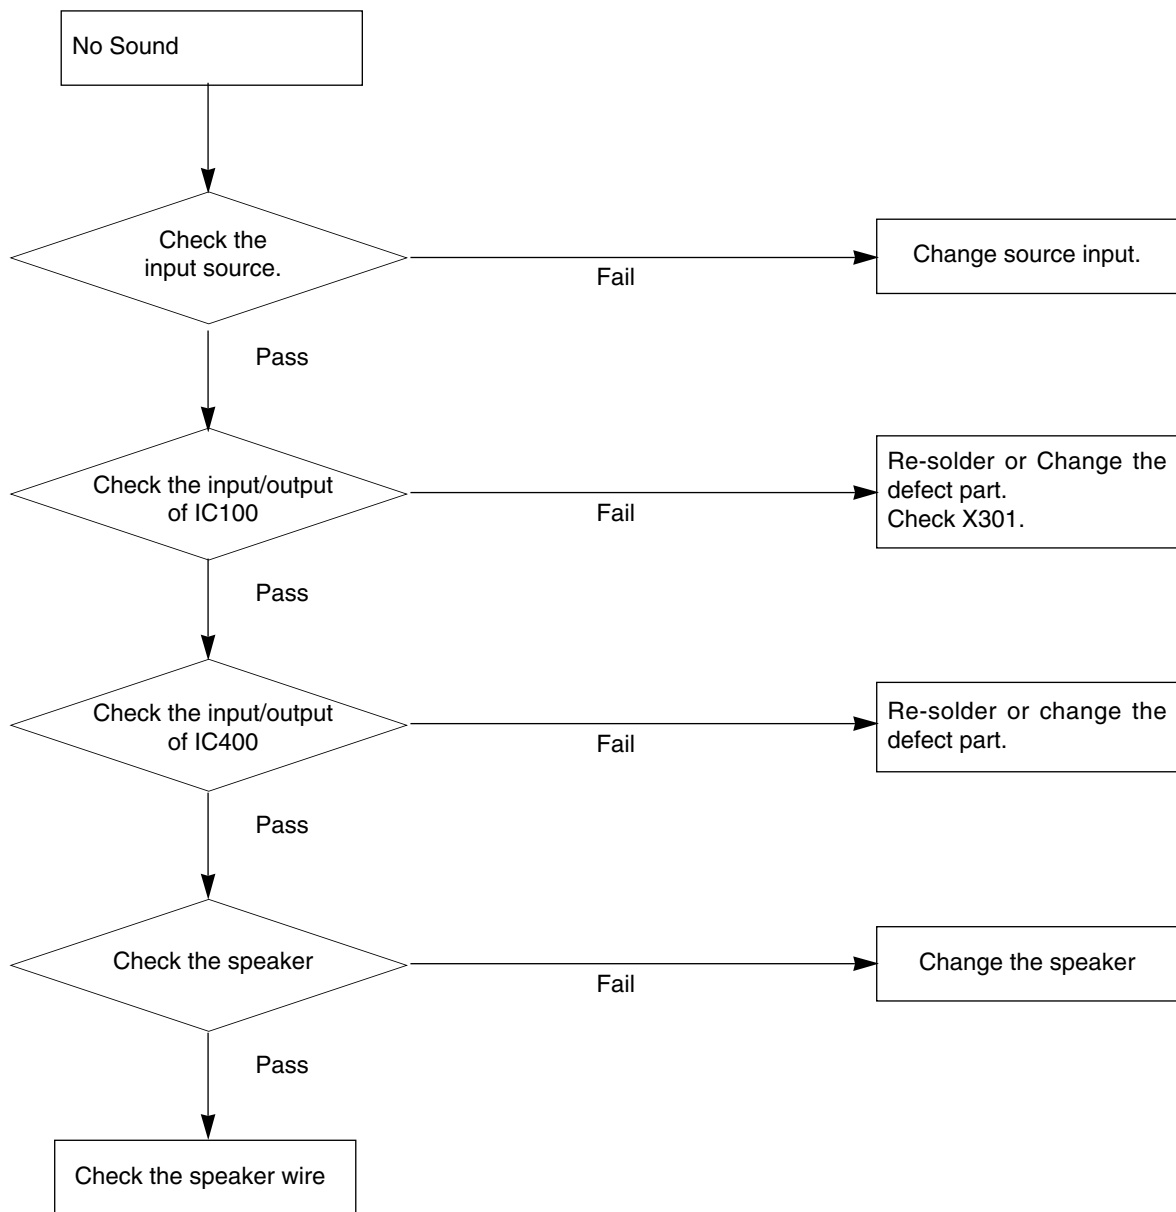 No Sound
Check the
input source.
Fail
Change source input.
Pass
Check the input/output
of IC100
Fail
Re-solder or Change the
defect part.
Check X301.
Pass
Check the input/output
of IC400
Fail
Re-solder or change the
defect part.
Pass
Check the speaker
Fail
Change the speaker
Pass
Check the speaker wire